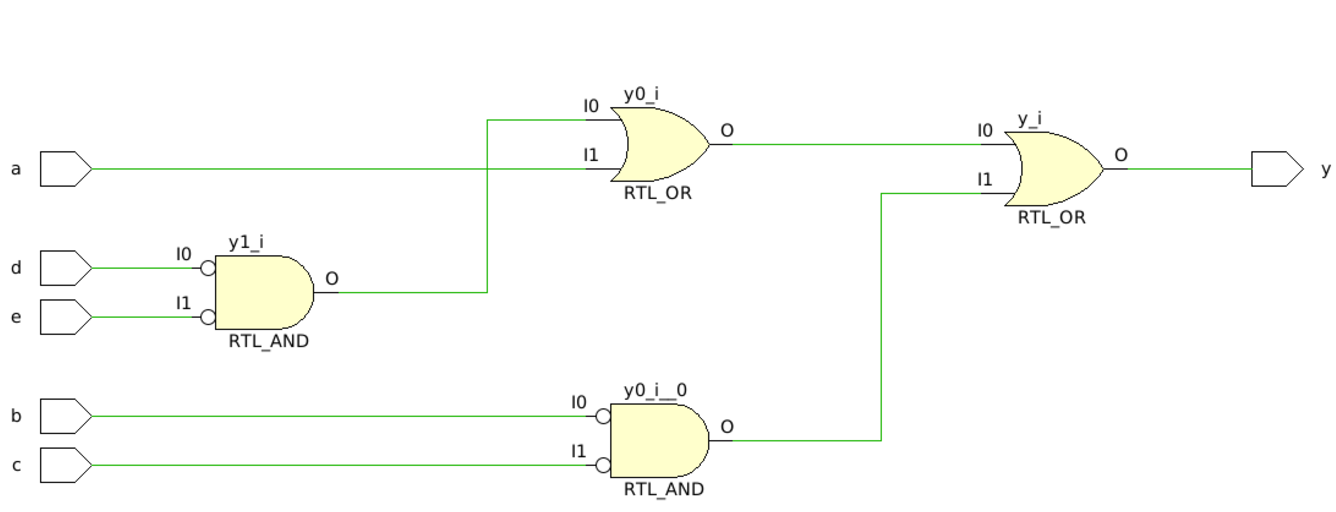 y0_i
I0
O
RTL_OR
I1
a
y_i
I0
O
RTL_OR
I1
y
y1_i
d
I0
O
e
I1
RTL_AND
y0_i__0
b
I0
O
c
I1
RTL_AND